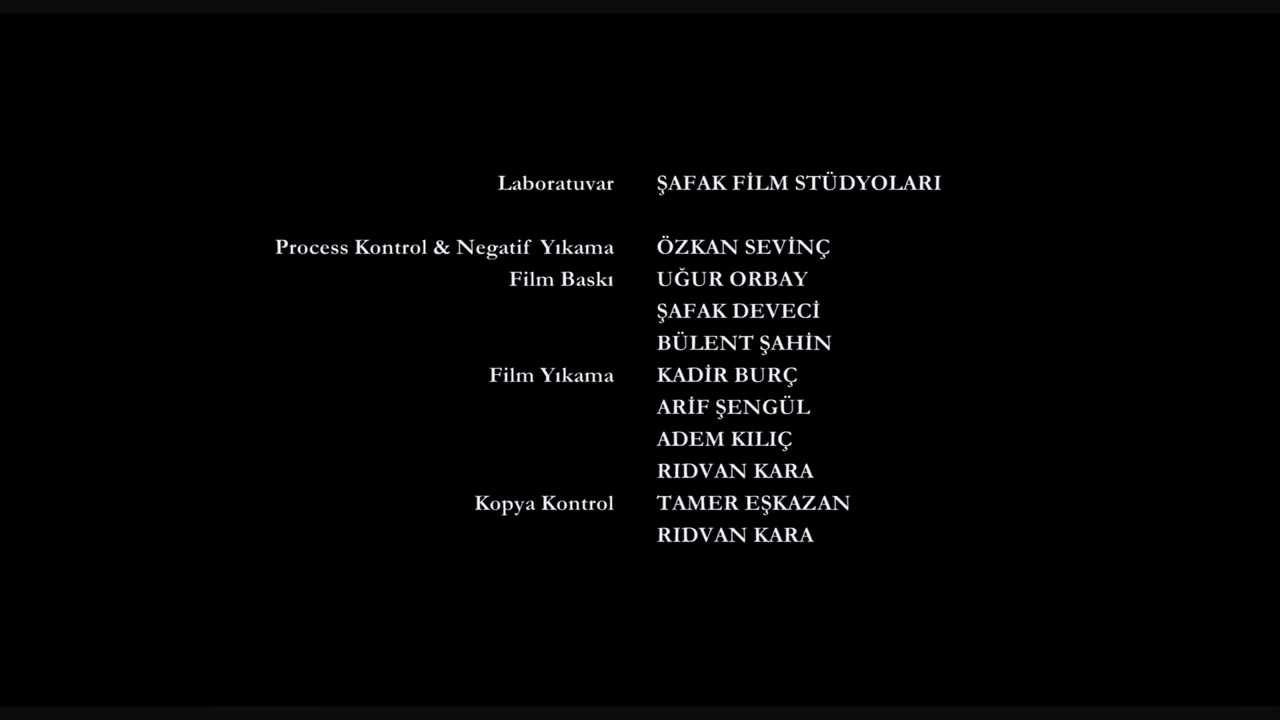 Laboratuvar ŞAFAK FİLM STÜDYOLARI
Process Kontrol & Negatif Yıkama ÖZKAN SEVİNÇ
Film Baskı UĞUR ORBAY
ŞAFAK DEVECİ
BÜLENT ŞAHİN
Film Yıkama KADİR BURÇ
ARİF ŞENGÜL
ADEM KILIÇ
RIDVAN KARA
Kopya Kontrol TAMER EŞKAZAN
RIDVAN KARA